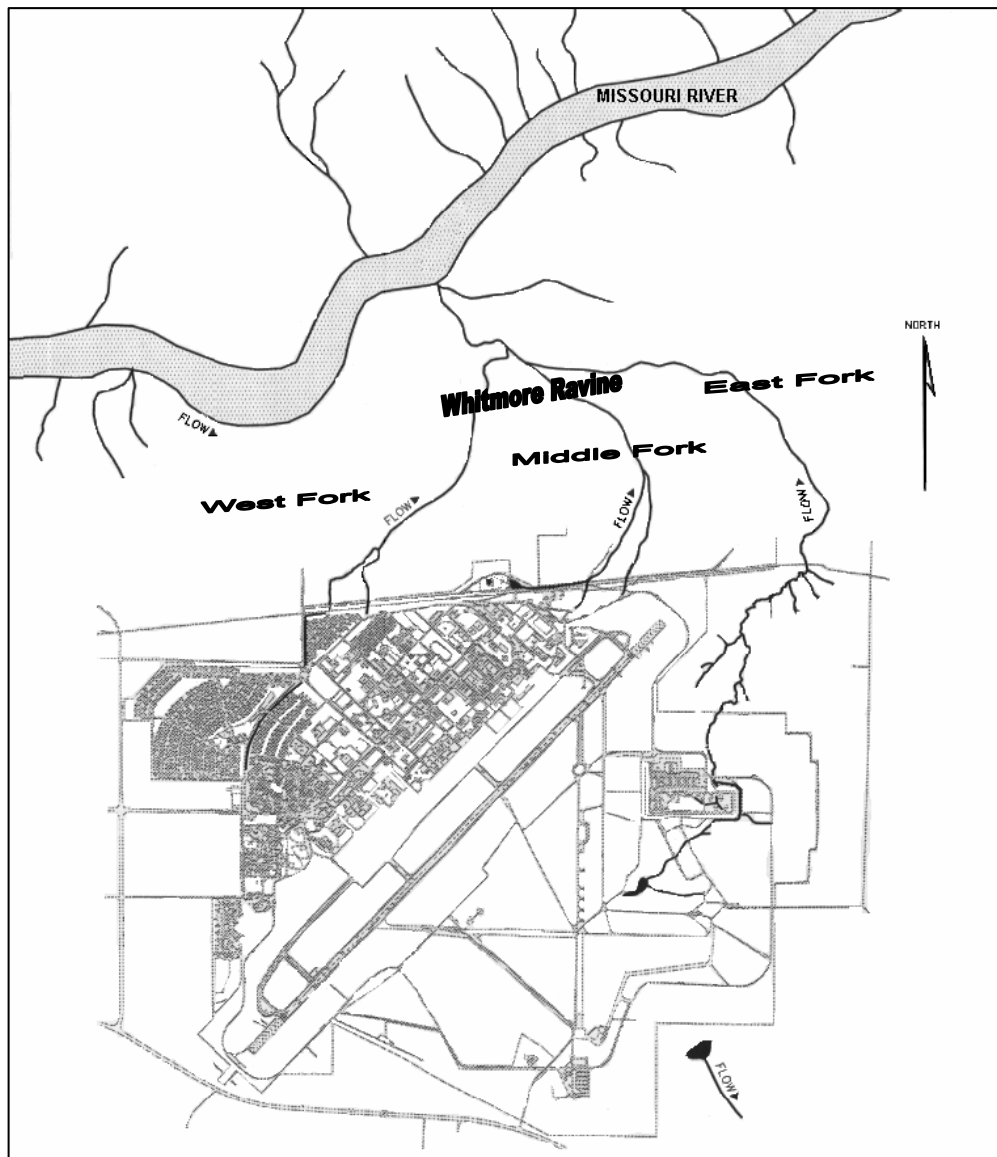 MISSOURI RIVER
NORTH
East Fork
Whitmore Ravine
FLOW
Middle Fork
West Fork
FLOW
FLOW
FLOW
FLOW